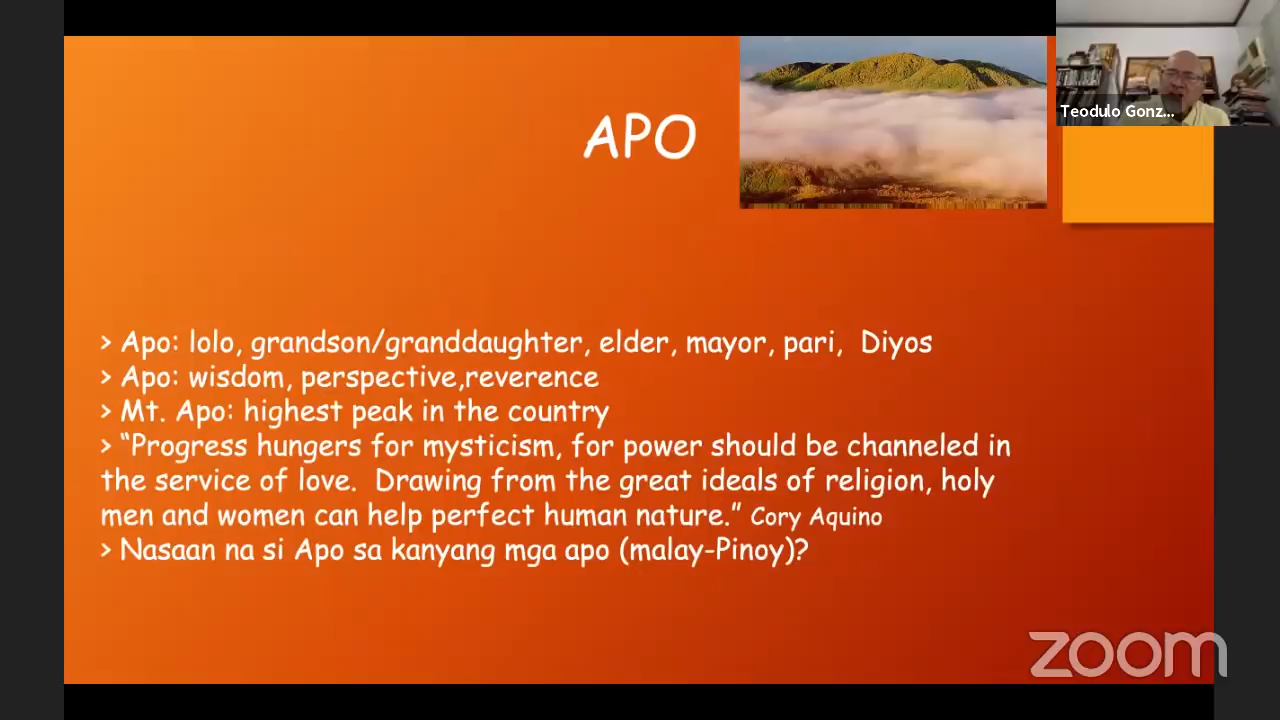 Teodulo Gonz...
APO
> Apo: lolo, grandson/granddaughter, elder, mayor, pari,  Diyos
> Apo: wisdom, perspective,reverence
> Mt. Apo: highest peak in the country
> “Progress hungers for mysticism, for power should be channeled in
the service of love.  Drawing from the great ideals of religion, holy
men and women can help perfect human nature.” Cory Aquino
> Nasaan na si Apo sa kanyang mga apo (malay-Pinoy)?
zoom